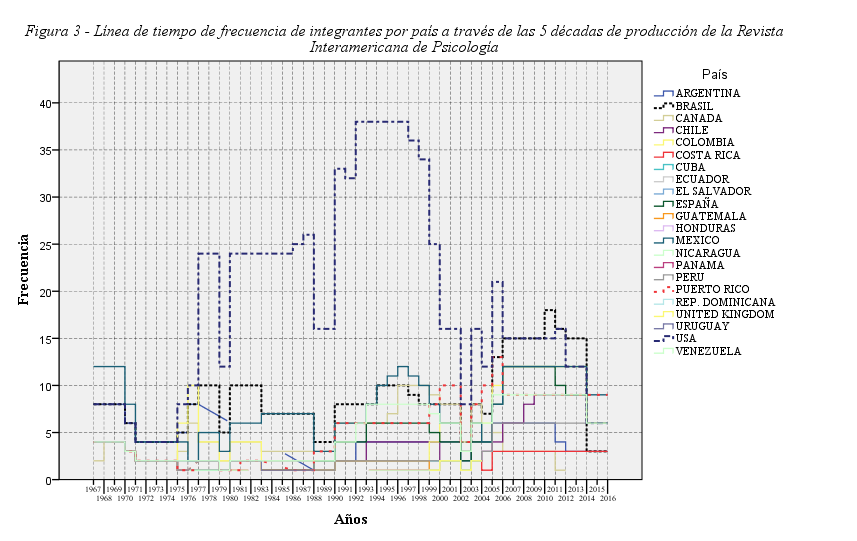 Figura 3 - Línea de tiempo de frecuencia de integrantes por país a través de las 5 décadas de producción de la Revista
Interamericana de Psicología
País
ARGENTINA
BRASIL
CANADA
CHILE
COLOMBIA
COSTA RICA
CUBA
ECUADOR
EL SALVADOR
ESPAÑA
GUATEMALA
HONDURAS
MEXICO
NICARAGUA
PANAMA
PERU
PUERTO RICO
REP. DOMINICANA
UNITED KINGDOM
URUGUAY
USA
VENEZUELA
Frecuencia
40
35
30
25
20
15
10
5
0
1967 1969 1971 1973 1975 1977 1979 1981 1983 1985 1987 1989 1991 1993 1995 1997 1999 2001 2003 2005 2007 2009 2011 2013 2015
1968 1970 1972 1974 1976 1978 1980 1982 1984 1986 1988 1990 1992 1994 1996 1998 2000 2002 2004 2006 2008 2010 2012 2014 2016
Años